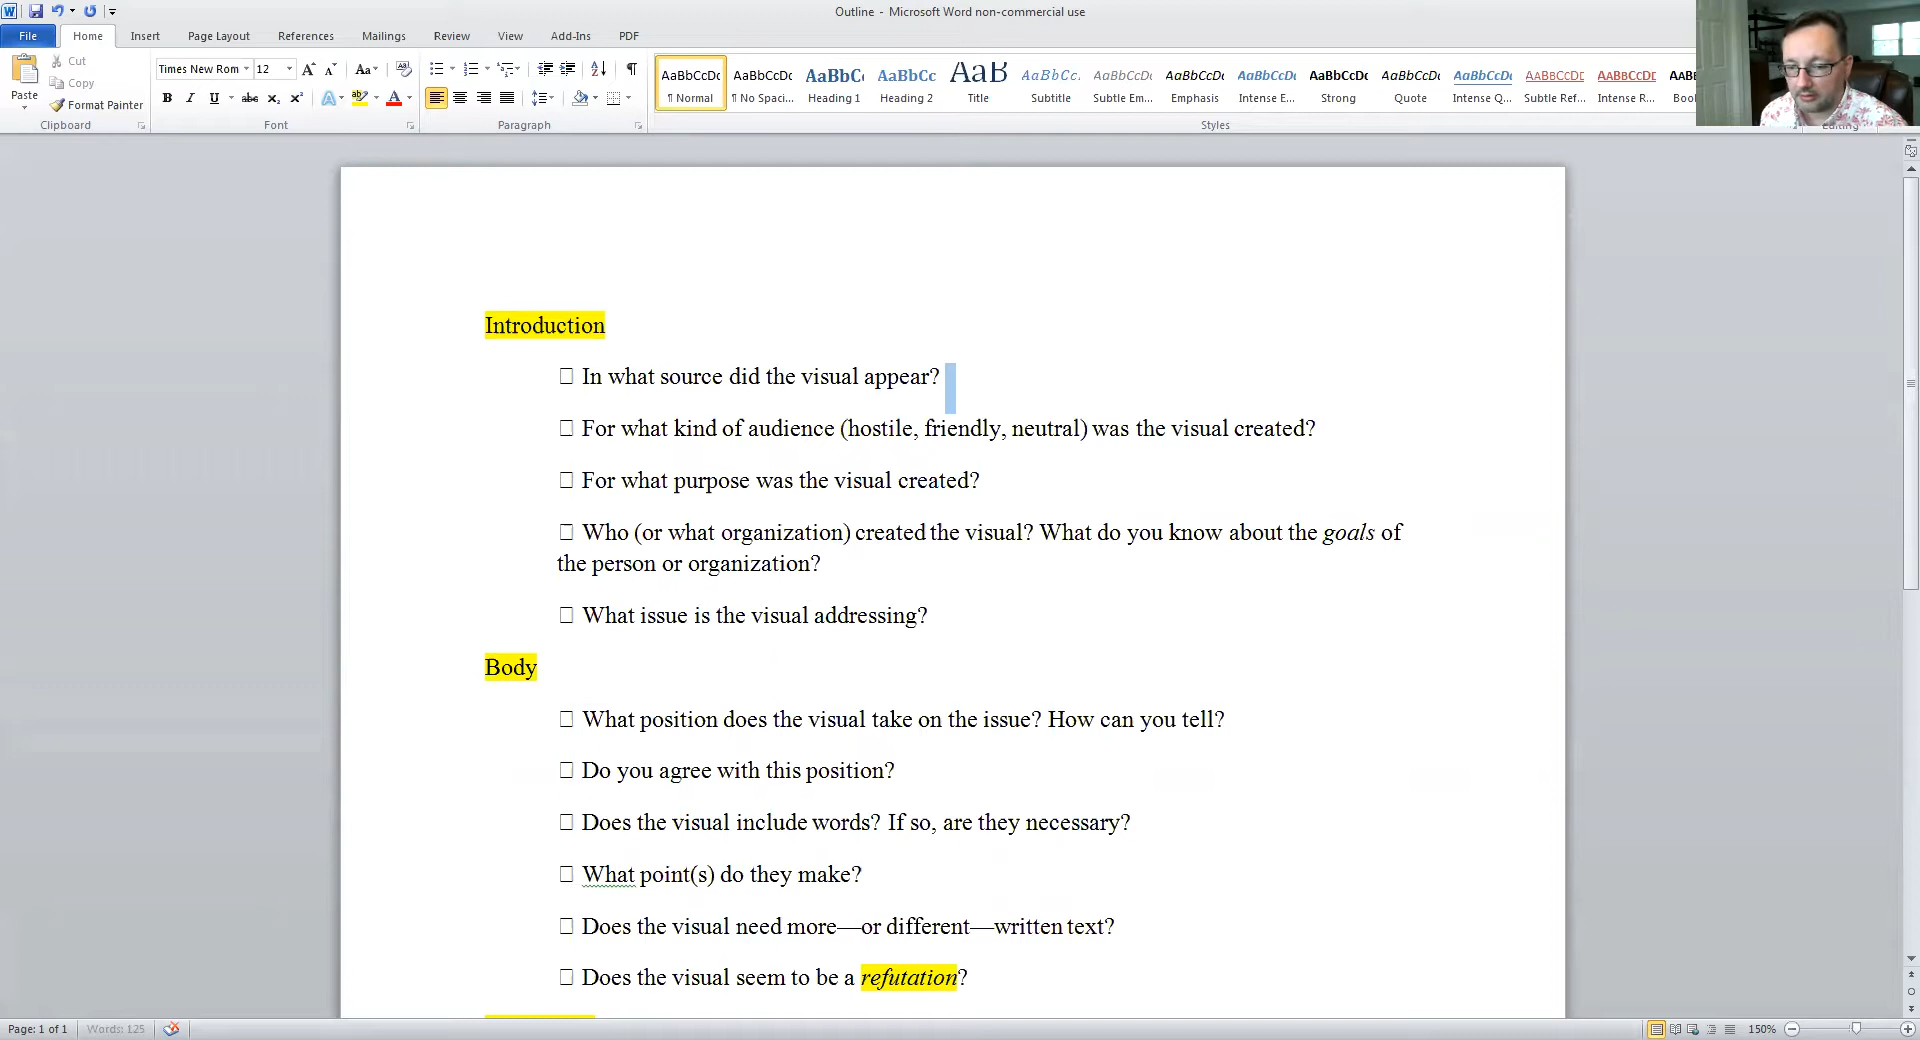 Outline - Microsoft Word non-commercial use
File Home Insert Page Layout References Mailings Review View Add-Ins PDF
Paste
Cut
Copy
Format Painter
Clipboard
Times New Rom 12
Font
Paragraph
AaBbCcDc AaBbCcDc AaBbC AaBbCc AaB AaBbCc. AaBbCcDc AaBbCcDc AaBbCcDc AaBbCcDc AaBbCcDc AaBbCcDc AABBCCDD AABBCCDD AABB
¶ Normal ¶ No Spaci... Heading 1 Heading 2 Title Subtitle Subtle Em... Emphasis Intense E... Strong Quote Intense Q... Subtle Ref... Intense R... Boo
Styles
Editing
Introduction
☐ In what source did the visual appear?
☐ For what kind of audience (hostile, friendly, neutral) was the visual created?
☐ For what purpose was the visual created?
☐ Who (or what organization) created the visual? What do you know about the goals of
the person or organization?
☐ What issue is the visual addressing?
Body
☐ What position does the visual take on the issue? How can you tell?
☐ Do you agree with this position?
☐ Does the visual include words? If so, are they necessary?
☐ What point(s) do they make?
☐ Does the visual need more—or different—written text?
☐ Does the visual seem to be a refutation?
Page: 1 of 1 Words: 125 150%